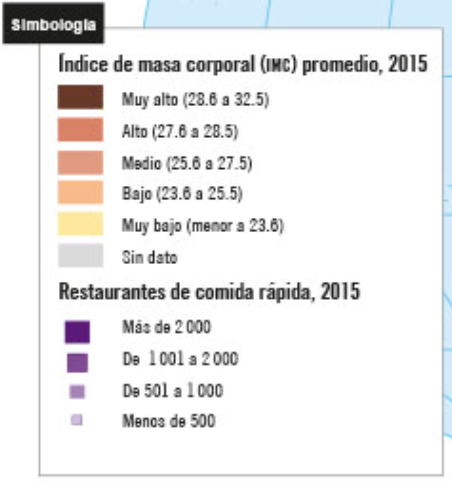 Simbología
Índice de masa corporal (IMC) promedio, 2015
Muy alto (28.6 a 32.5)
Alto (27.6 a 28.5)
Medio (25.6 a 27.5)
Bajo (23.6 a 25.5)
Muy bajo (menor a 23.6)
Sin dato
Restaurantes de comida rápida, 2015
Más de 2 000
De 1 001 a 2 000
De 501 a 1 000
Menos de 500